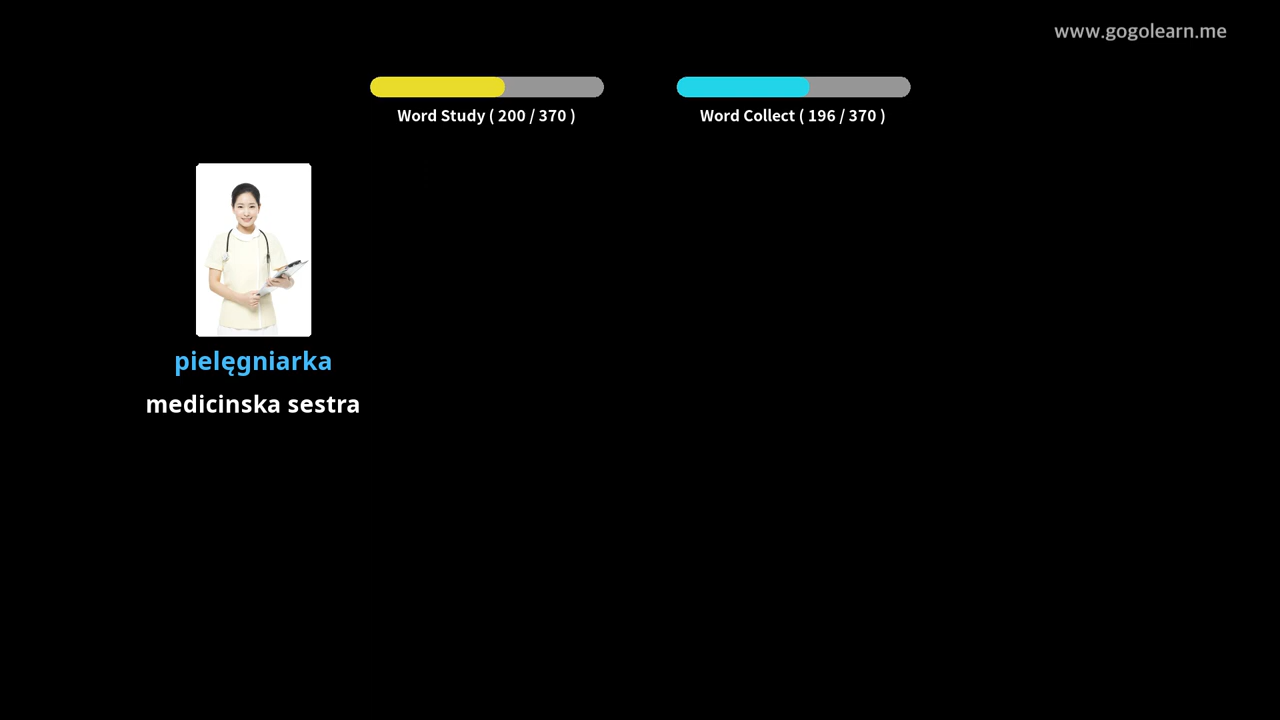 www.gogolearn.me
Word Study ( 200 / 370 )
Word Collect ( 196 / 370 )
pielęgniarka
medicinska sestra